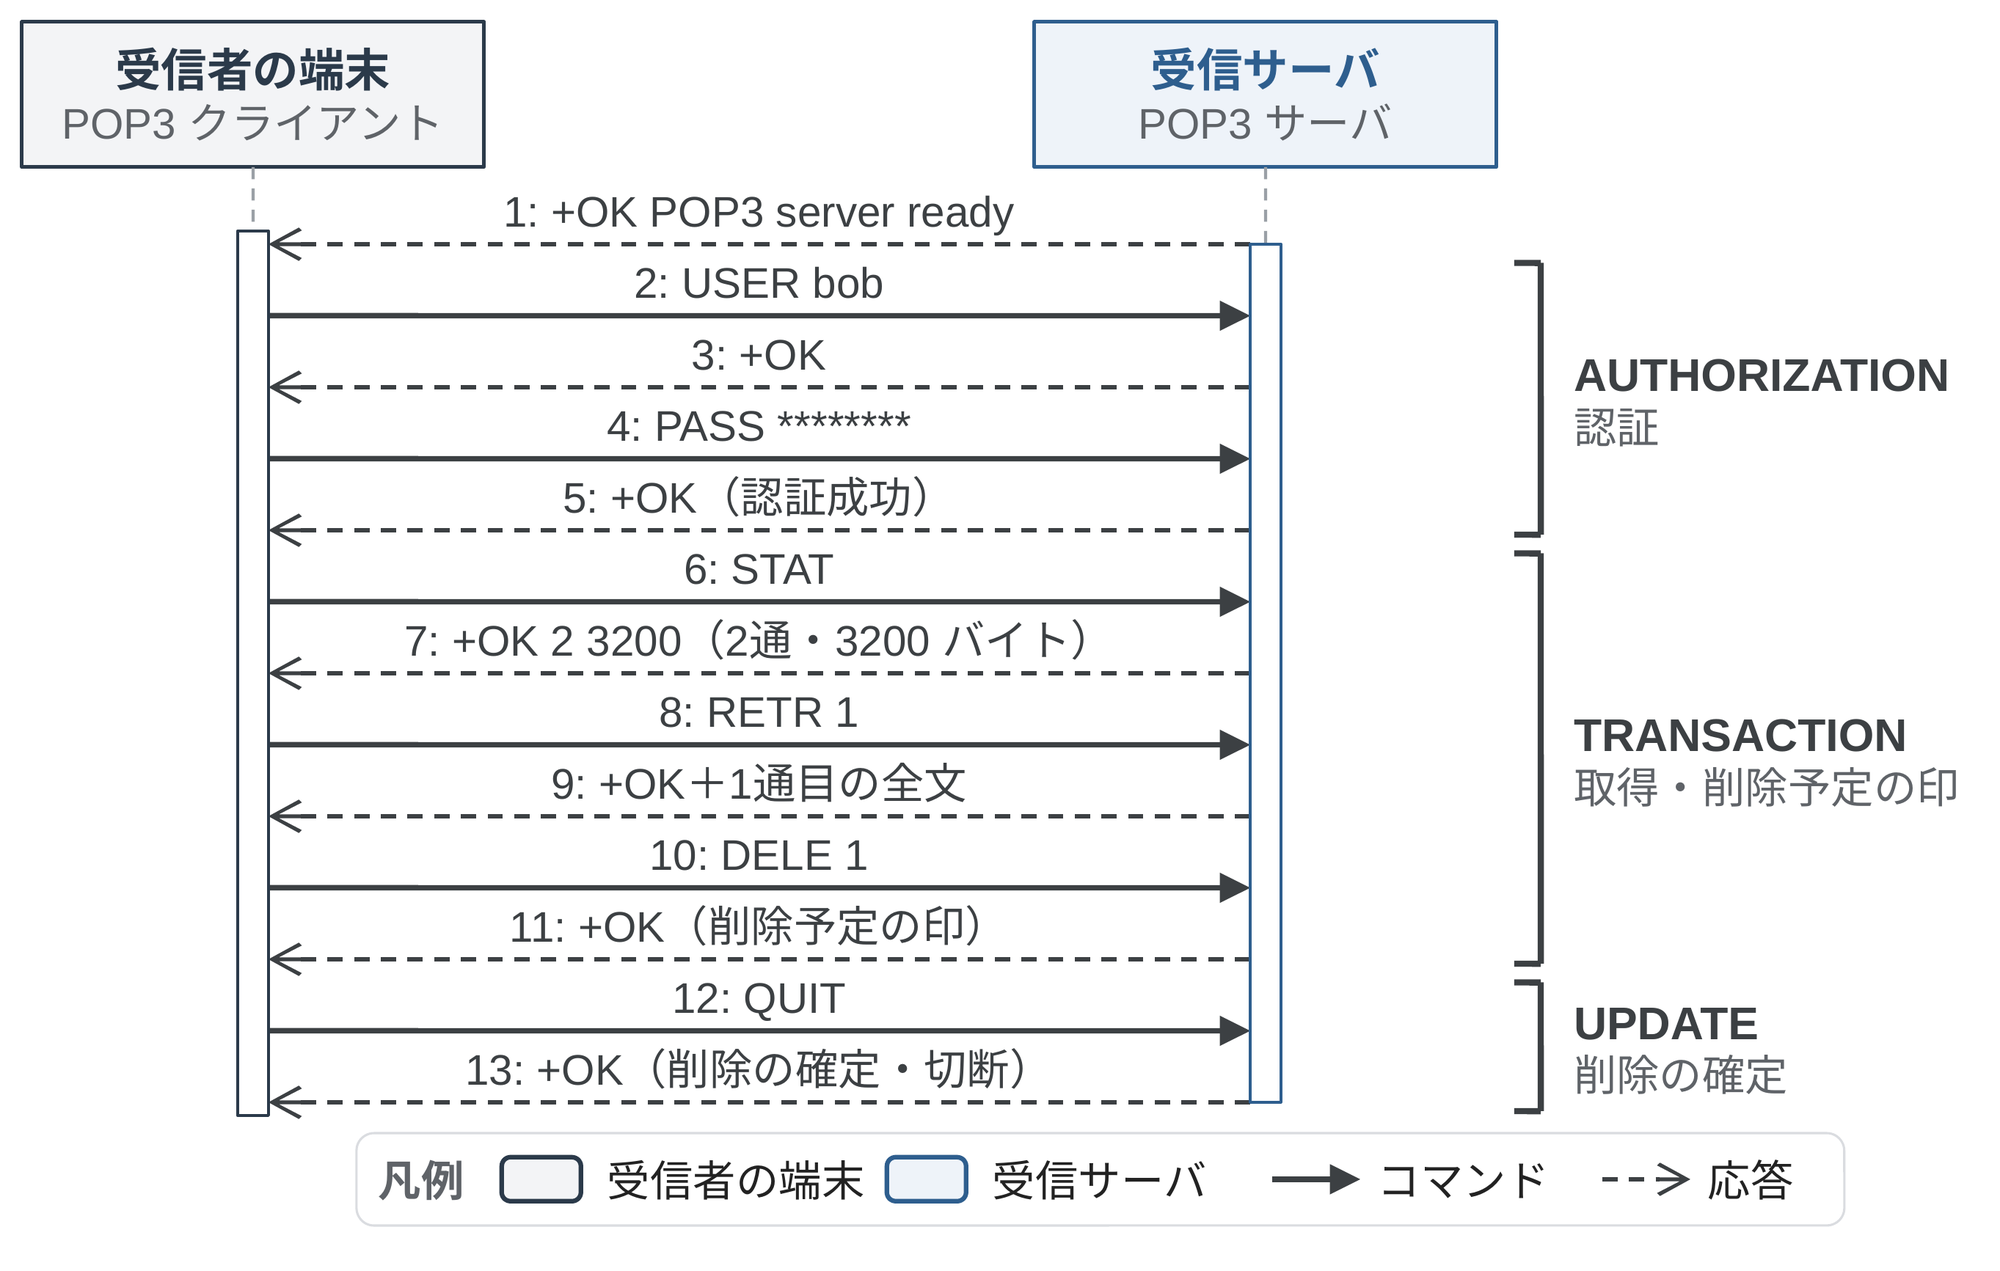 受信者の端末
POP3 クライアント
受信サーバ
POP3 サーバ
1: +OK POP3 server ready
2: USER bob
3: +OK
4: PASS ********
5: +OK（認証成功）
6: STAT
7: +OK 2 3200（2通・3200 バイト）
8: RETR 1
9: +OK＋1通目の全文
10: DELE 1
11: +OK（削除予定の印）
12: QUIT
13: +OK（削除の確定・切断）
AUTHORIZATION
認証
TRANSACTION
取得・削除予定の印
UPDATE
削除の確定
凡例 受信者の端末 受信サーバ コマンド 応答